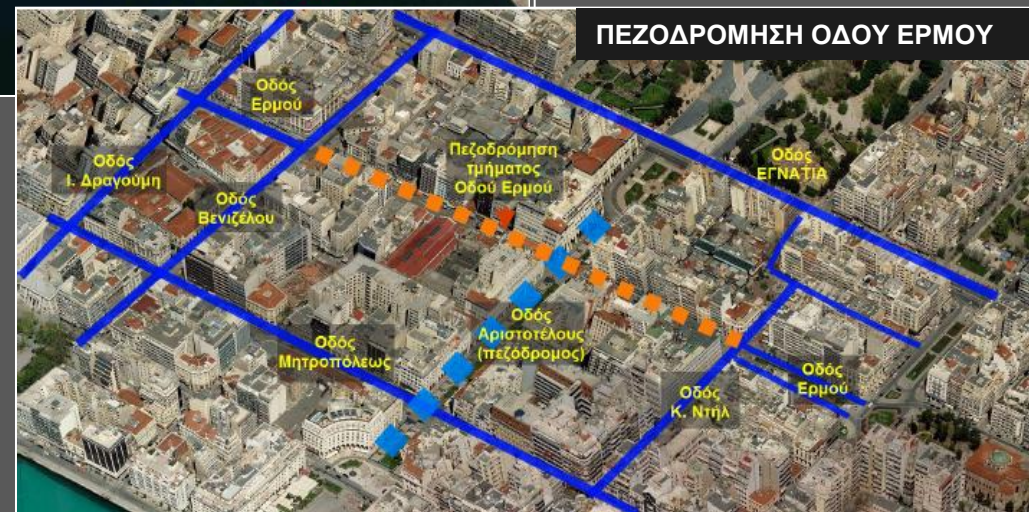 ΠΕΖΟΔΡΟΜΗΣΗ ΟΔΟΥ ΕΡΜΟΥ
Οδός
Ερμού
Οδός
Ι. Δραγούμη
Οδός
Βενιζέλου
Πεζοδρόμηση
τμήματος
Οδού Ερμού
Οδός
ΕΓΝΑΤΙΑ
Οδός
Μητροπόλεως
Οδός
Αριστοτέλους
(πεζόδρομος)
Οδός
Κ. Ντήλ
Οδός
Ερμού